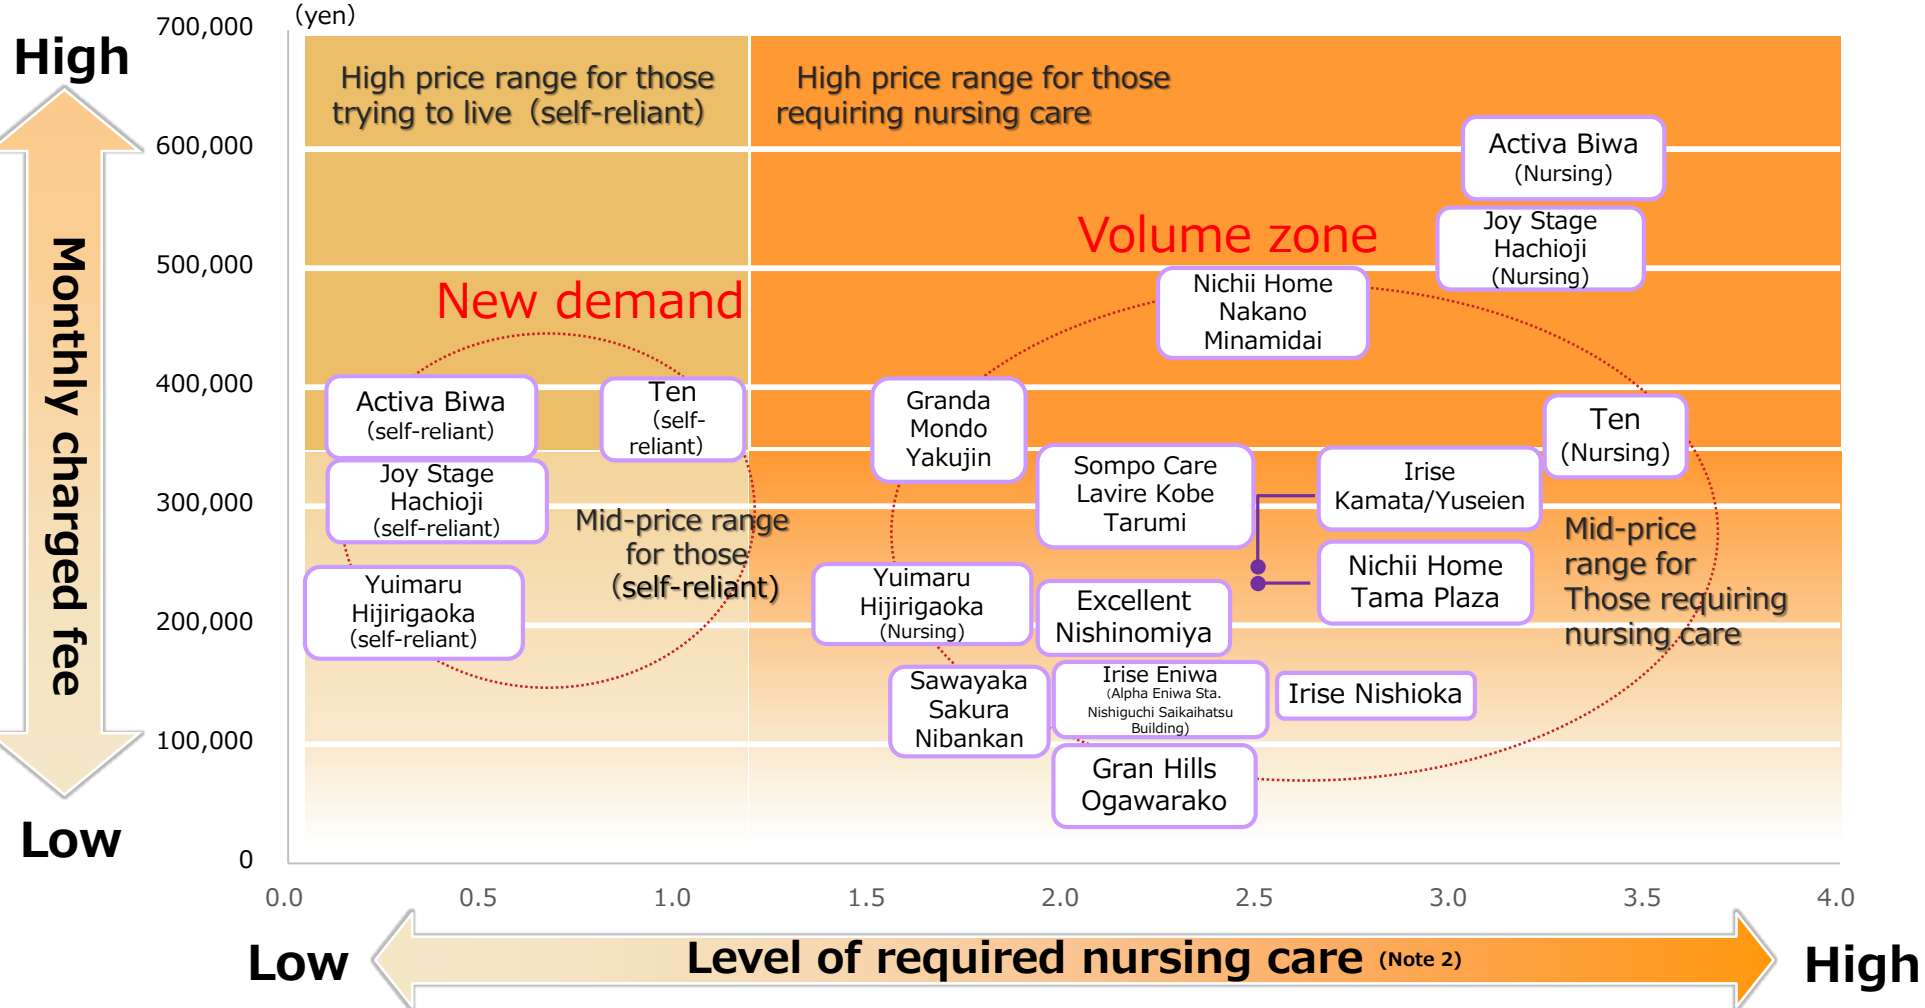 (yen)
700,000
600,000
500,000
400,000
300,000
200,000
100,000
0
High
Monthly charged fee
Low
High price range for those
trying to live（self-reliant）
High price range for those
requiring nursing care
New demand
Volume zone
Activa Biwa
(Nursing)
Joy Stage
Hachioji
(Nursing)
Nichii Home
Nakano
Minamidai
Activa Biwa
(self-reliant)
Ten
（self-
reliant)
Granda
Mondo
Yakujin
Ten
(Nursing)
Joy Stage
Hachioji
(self-reliant)
Sompo Care
Lavire Kobe
Tarumi
Irise
Kamata/Yuseien
Mid-price range
for those
（self-reliant）
Mid-price
range for
Those requiring
nursing care
Nichii Home
Tama Plaza
Yuimaru
Hijirigaoka
(self-reliant)
Yuimaru
Hijirigaoka
(Nursing)
Excellent
Nishinomiya
Sawayaka
Sakura
Nibankan
Irise Eniwa
(Alpha Eniwa Sta.
Nishiguchi Saikaihatsu
Building)
Irise Nishioka
Gran Hills
Ogawarako
0.0
0.5
1.0
1.5
2.0
2.5
3.0
3.5
4.0
Low
Level of required nursing care (Note 2)
High